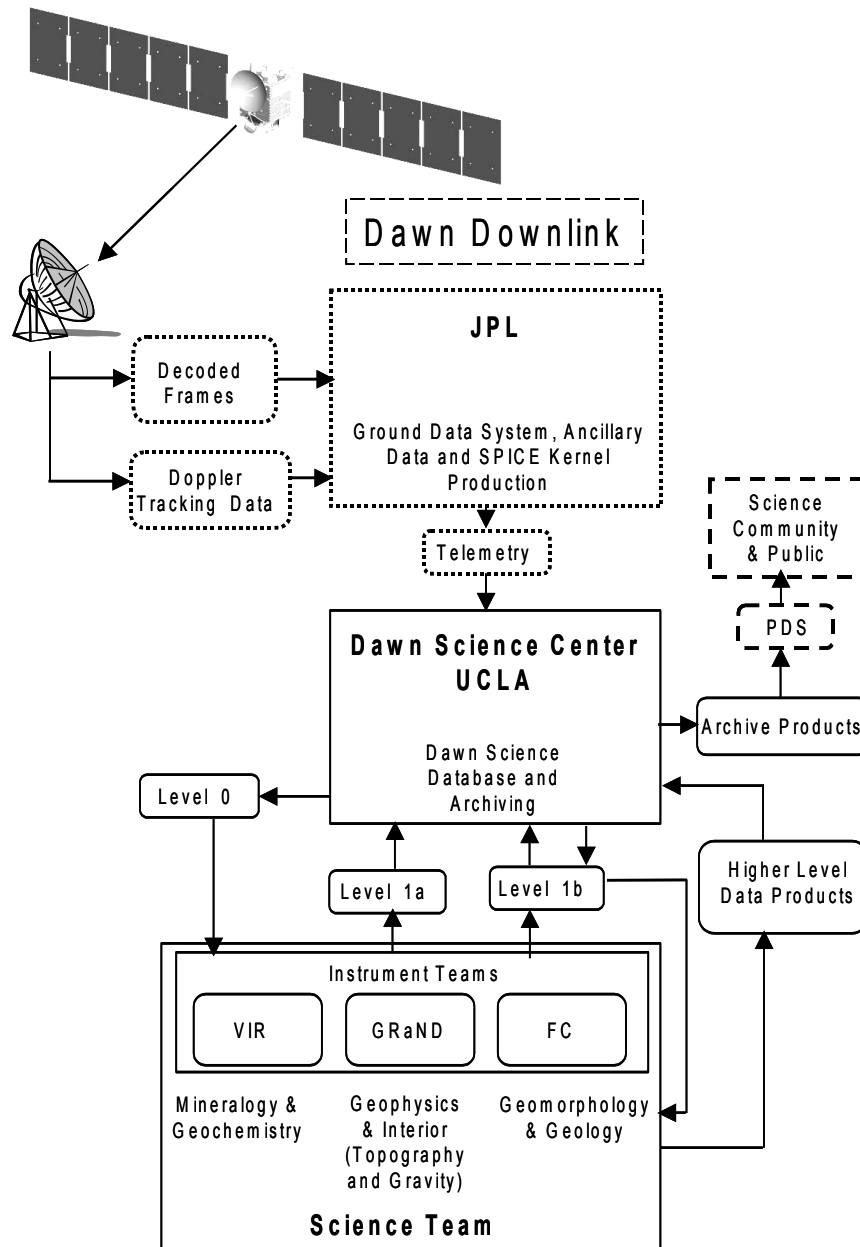 Dawn Downlink
JPL
Ground Data System, Ancillary
Data and SPICE Kernel
Production
Decoded
Frames
Doppler
Tracking Data
Telemetry
Science
Community
& Public
PDS
Archive Products
Dawn Science Center
UCLA
Dawn Science
Database and
Archiving
Level 0
Level 1a
Level 1b
Higher Level
Data Products
Instrument Teams
VIR
GRaND
FC
Mineralogy &
Geochemistry
Geophysics
& Interior
(Topography
and Gravity)
Geomorphology
& Geology
Science Team